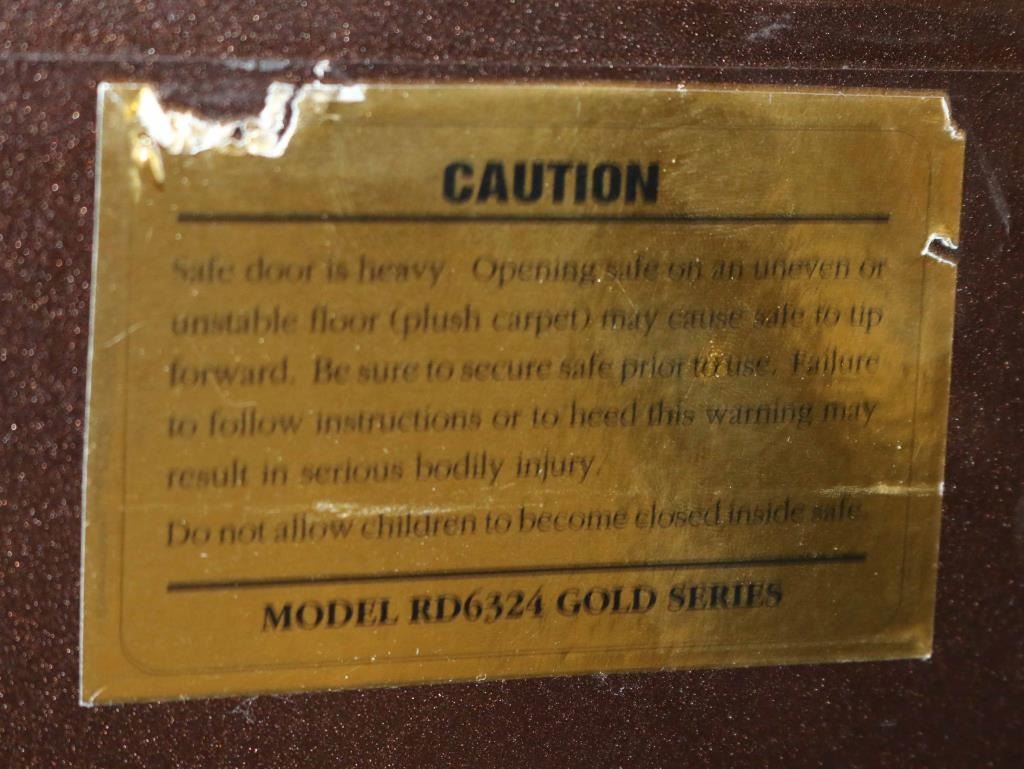 CAUTION
Safe door is heavy. Opening safe on an uneven or
unstable floor (plush carpet) may cause safe to tip
forward. Be sure to secure safe prior to use. Failure
to follow instructions or to heed this warning may
result in serious bodily injury.
Do not allow children to become closed inside safe.
MODEL RD6324 GOLD SERIES